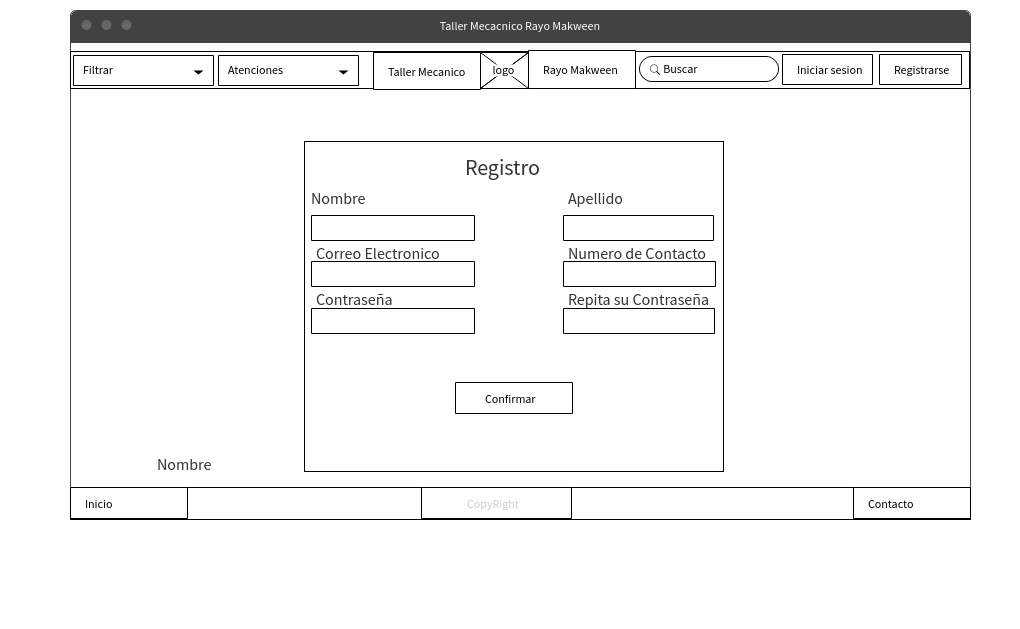 Taller Mecacnico Rayo Makween
Filtrar
Atenciones
Taller Mecanico
logo
Rayo Makween
Buscar
Iniciar sesion
Registrarse
Registro
Nombre
Apellido
Correo Electronico
Numero de Contacto
Contraseña
Repita su Contraseña
Confirmar
Nombre
Inicio
CopyRight
Contacto